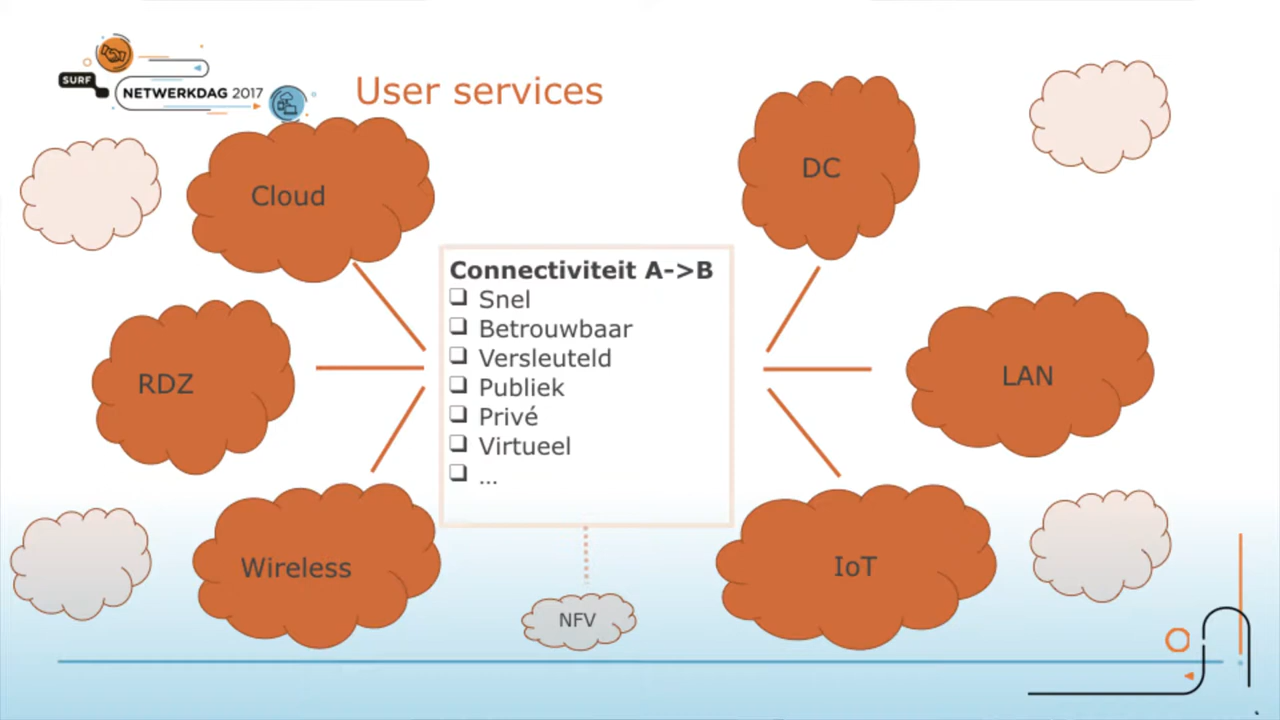 SURF
NETWERKDAG 2017
User services
Cloud
DC
RDZ
Connectiviteit A->B
❑ Snel
❑ Betrouwbaar
❑ Versleuteld
❑ Publiek
❑ Privé
❑ Virtueel
❑ ...
LAN
Wireless
NFV
IoT